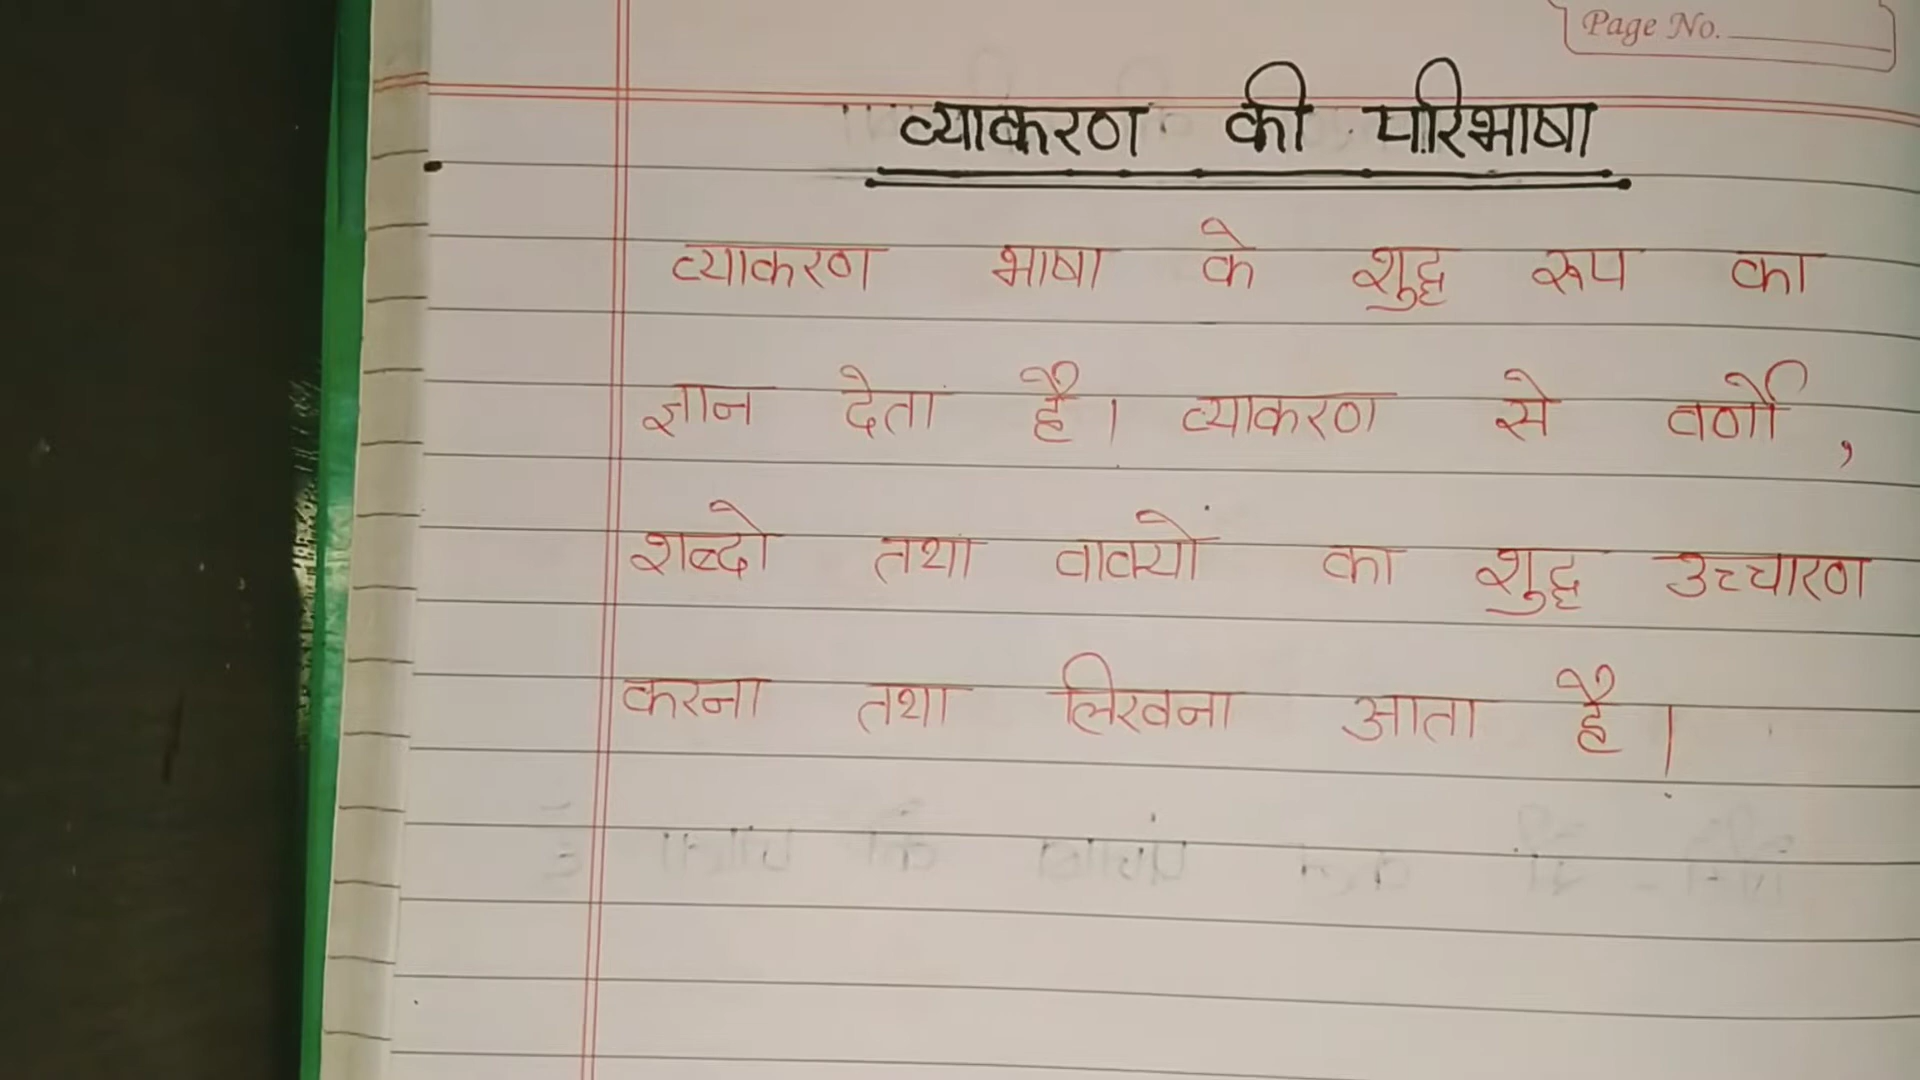 Page No.
व्याकरण की परिभाषा
व्याकरण भाषा के शुद्ध रूप का
ज्ञान देता है। व्याकरण से वर्णो ,
शब्दो तथा वाक्यों का शुद्ध उच्चारण
करना तथा लिखना आता है।